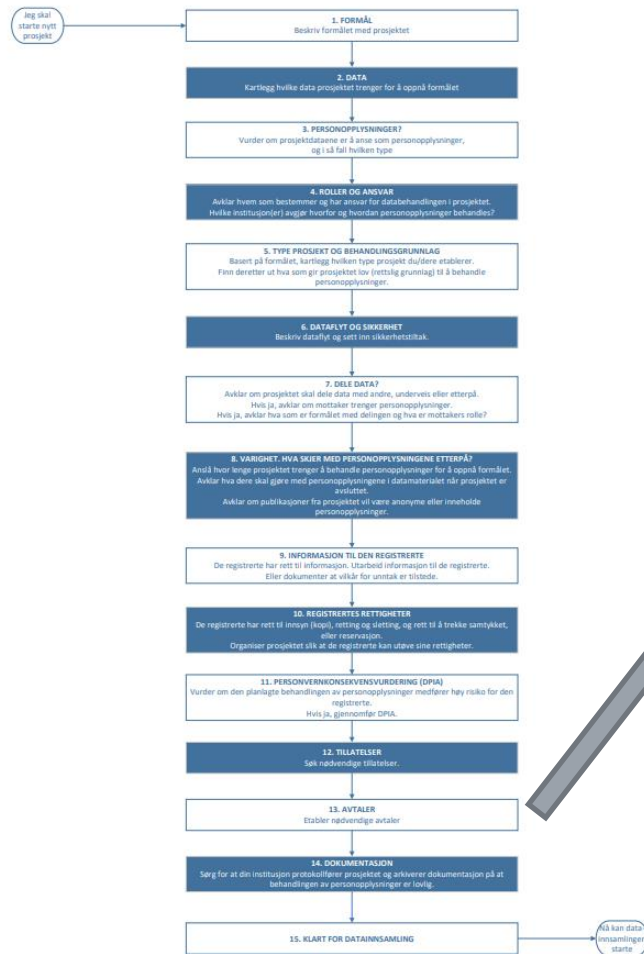 Jeg skal
starte nytt
prosjekt
1. FORMÅL
Beskriv formålet med prosjektet
2. DATA
Kartlegg hvilke data prosjektet trenger for å oppnå formålet
3. PERSONOPPLYSNINGER?
Vurder om prosjektdataene er å anse som personopplysninger,
og i så fall hvilken type
4. ROLLER OG ANSVAR
Avklar hvem som bestemmer og har ansvar for databehandlingen i prosjektet.
Hvilke institusjon(er) avgjør hvorfor og hvordan personopplysninger behandles?
5. TYPE PROSJEKT OG BEHANDLINGSGRUNNLAG
Basert på formålet, kartlegg hvilken type prosjekt du/dere etablerer.
Finn deretter ut hva som gir prosjektet lov (rettslig grunnlag) til å behandle
personopplysninger.
6. DATAFLYT OG SIKKERHET
Beskriv dataflyt og sett inn sikkerhetstiltak.
7. DELE DATA?
Avklar om prosjektet skal dele data med andre, underveis eller etterpå.
Hvis ja, avklar om mottaker trenger personopplysninger.
Hvis ja, avklar hva som er formålet med delingen og hva er mottakers rolle?
8. VARIGHET. HVA SKJER MED PERSONOPPLYSNINGENE ETTERPÅ?
Anslå hvor lenge prosjektet trenger å behandle personopplysninger for å oppnå formålet.
Avklar hva dere skal gjøre med personopplysningene i datamaterialet når prosjektet er
avsluttet.
Avklar om publikasjoner fra prosjektet vil være anonyme eller inneholde
personopplysninger.
9. INFORMASJON TIL DEN REGISTRERTE
De registrerte har rett til informasjon. Utarbeid informasjon til de registrerte.
Eller dokumenter at vilkår for unntak er tilstede.
10. REGISTRERTES RETTIGHETER
De registrerte har rett til innsyn (kopi), retting og sletting, og rett til å trekke samtykket,
eller reservasjon.
Organiser prosjektet slik at de registrerte kan utøve sine rettigheter.
11. PERSONVERNKONSEKVENSVURDERING (DPIA)
Vurder om den planlagte behandlingen av personopplysninger medfører høy risiko for den
registrerte.
Hvis ja, gjennomfør DPIA.
12. TILLATELSER
Søk nødvendige tillatelser.
13. AVTALER
Etabler nødvendige avtaler
14. DOKUMENTASJON
Sørg for at din institusjon protokollfører prosjektet og arkiverer dokumentasjon på at
behandlingen av personopplysninger er lovlig.
15. KLART FOR DATAINNSAMLING
Nå kan data-
innsamlingen
starte